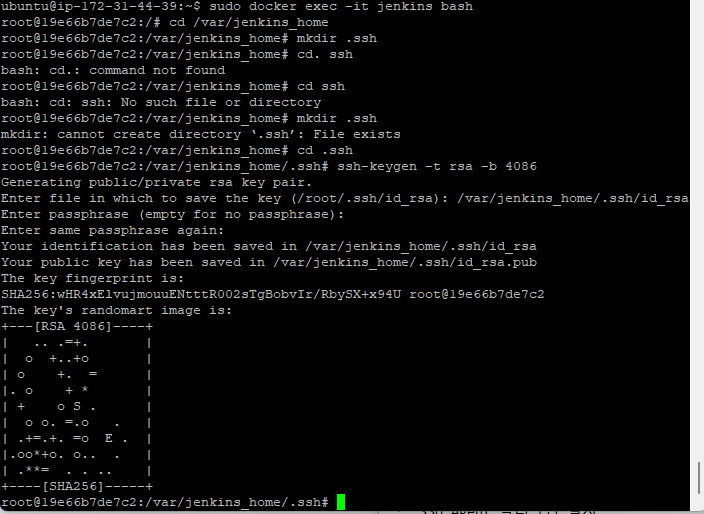 ubuntu@ip-172-31-44-39:~$ sudo docker exec -it jenkins bash
root@19e66b7de7c2:/# cd /var/jenkins_home
root@19e66b7de7c2:/var/jenkins_home# mkdir .ssh
root@19e66b7de7c2:/var/jenkins_home# cd. ssh
bash: cd.: command not found
root@19e66b7de7c2:/var/jenkins_home# cd ssh
bash: cd: ssh: No such file or directory
root@19e66b7de7c2:/var/jenkins_home# mkdir .ssh
mkdir: cannot create directory ‘.ssh’: File exists
root@19e66b7de7c2:/var/jenkins_home# cd .ssh
root@19e66b7de7c2:/var/jenkins_home/.ssh# ssh-keygen -t rsa -b 4086
Generating public/private rsa key pair.
Enter file in which to save the key (/root/.ssh/id_rsa): /var/jenkins_home/.ssh/id_rsa
Enter passphrase (empty for no passphrase):
Enter same passphrase again:
Your identification has been saved in /var/jenkins_home/.ssh/id_rsa
Your public key has been saved in /var/jenkins_home/.ssh/id_rsa.pub
The key fingerprint is:
SHA256:wHR4xElvujmouuENtttR002sTgBobvIr/RbySX+x94U root@19e66b7de7c2
The key's randomart image is:
+---[RSA 4086]----+
|   .. .=+.       |
|  o  +..+o       |
| o    +.  =      |
|. o    + *       |
| +    o S .      |
|  o o. =.o   .   |
| .+=.+. =o  E .  |
|.oo*+o. o..  .   |
| .**=  . . ..    |
+----[SHA256]-----+
root@19e66b7de7c2:/var/jenkins_home/.ssh#